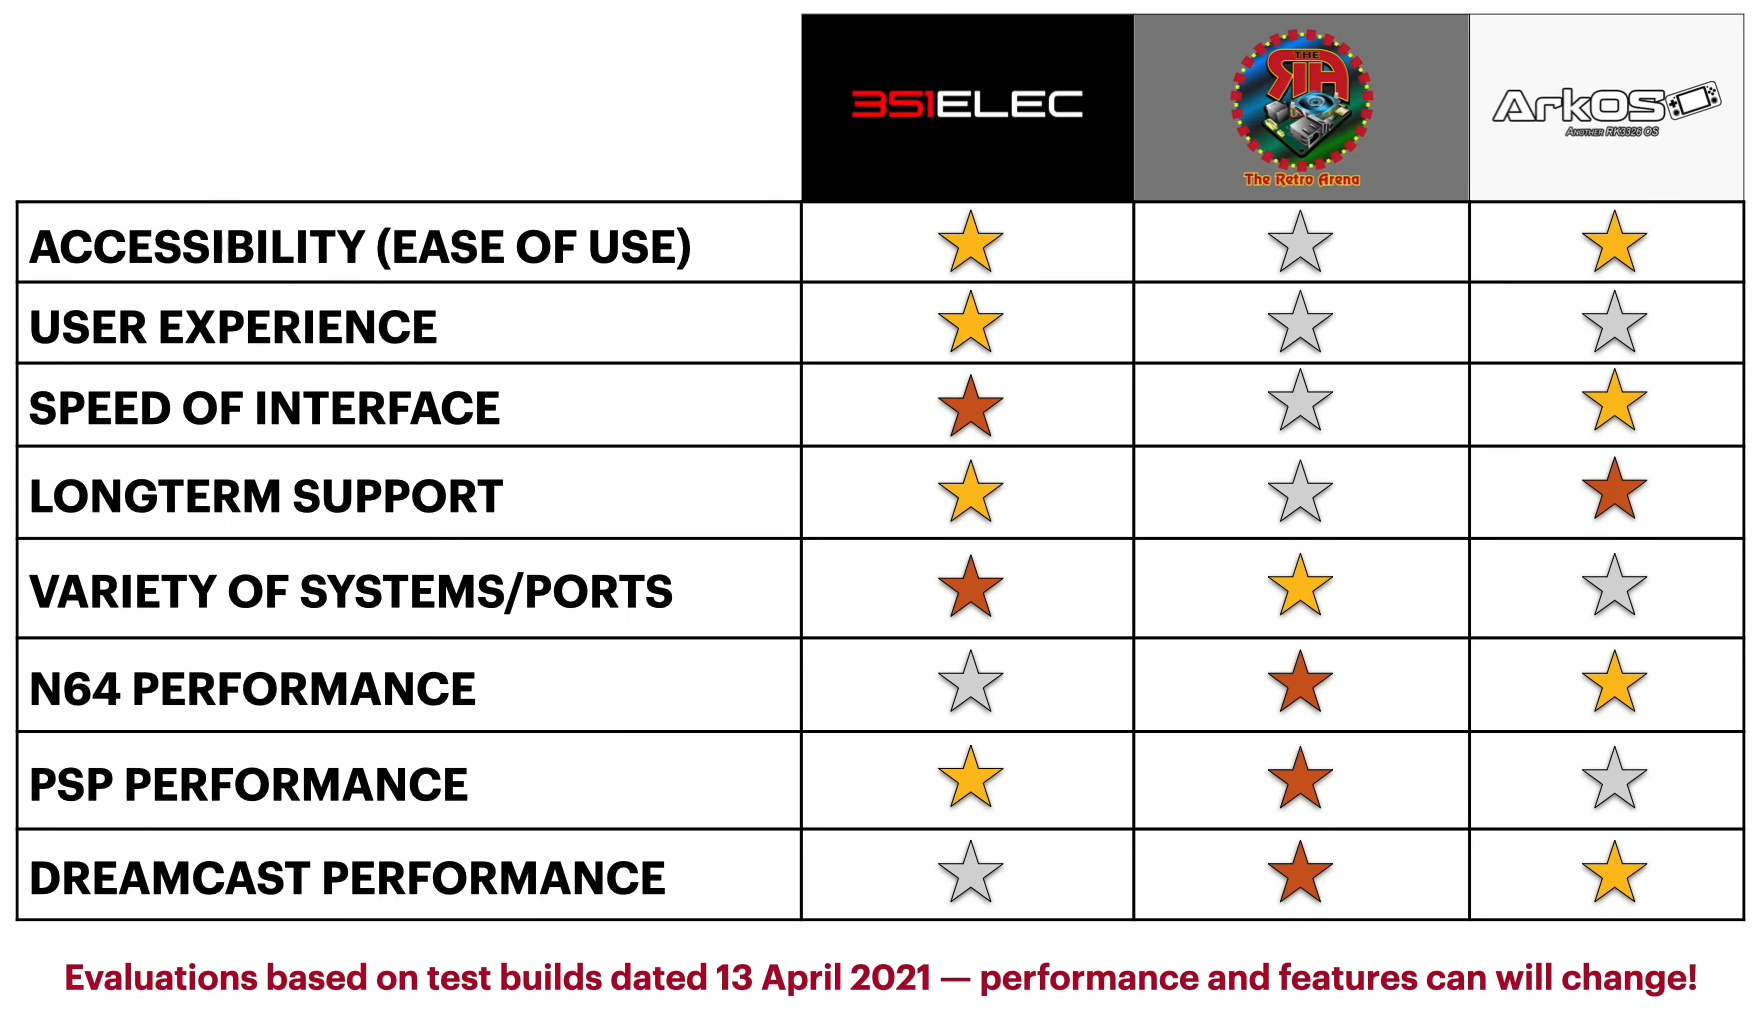 351ELEC
THE
RA
The Retro Arena
ArkOS
Another RK3326 OS
ACCESSIBILITY (EASE OF USE)
USER EXPERIENCE
SPEED OF INTERFACE
LONGTERM SUPPORT
VARIETY OF SYSTEMS/PORTS
N64 PERFORMANCE
PSP PERFORMANCE
DREAMCAST PERFORMANCE
Evaluations based on test builds dated 13 April 2021 — performance and features can will change!